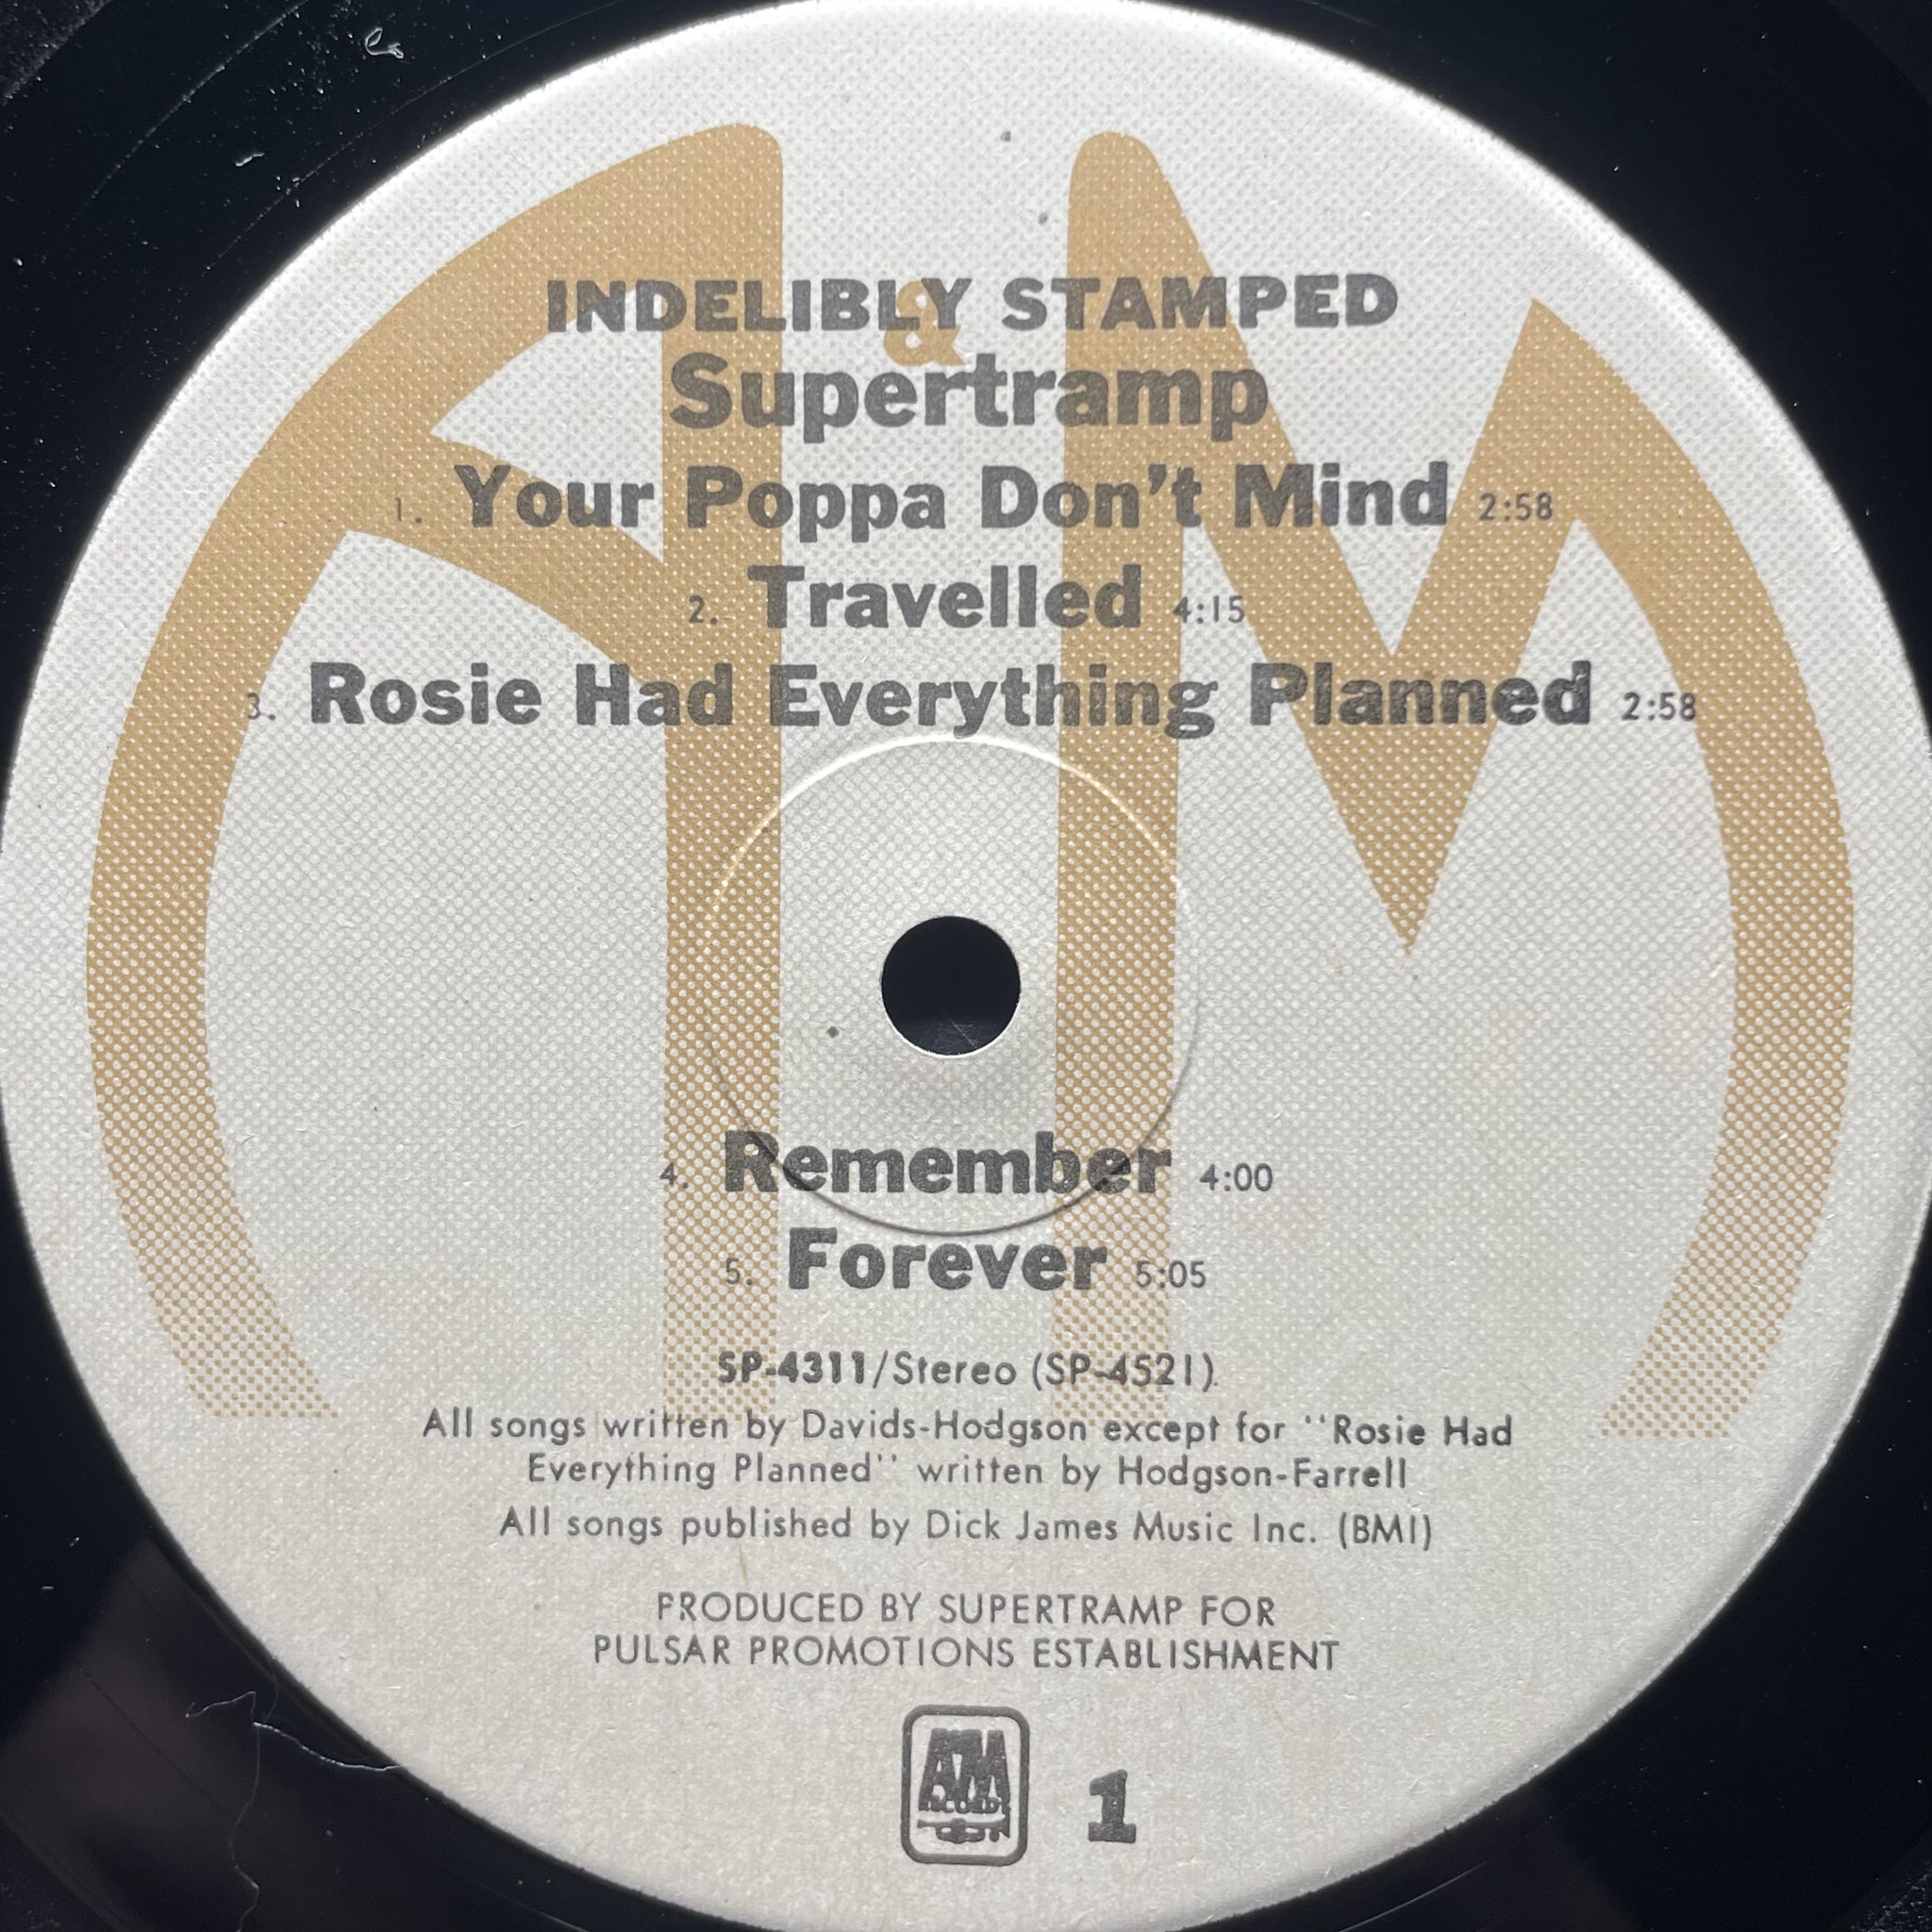 A&M
INDELIBLY STAMPED
Supertramp
1. Your Poppa Don't Mind 2:58
2. Travelled 4:15
3. Rosie Had Everything Planned 2:58
4. Remember 4:00
5. Forever 5:05
SP-4311/Stereo (SP-4521)
All songs written by Davids-Hodgson except for "Rosie Had
Everything Planned" written by Hodgson-Farrell
All songs published by Dick James Music Inc. (BMI)
PRODUCED BY SUPERTRAMP FOR
PULSAR PROMOTIONS ESTABLISHMENT
AM
RECORDS
1